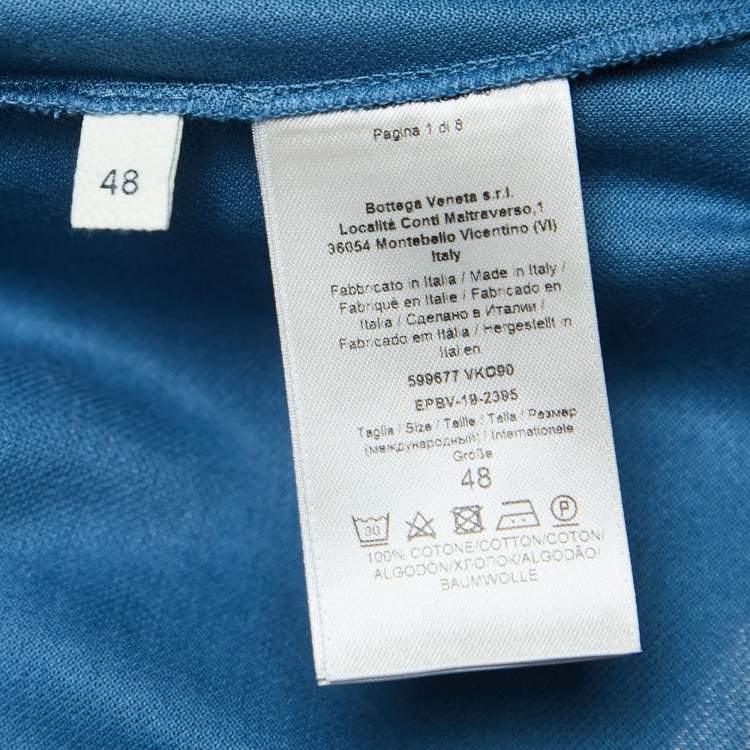 48
Pagina 1 di 8
Bottega Veneta s.r.l.
Località Conti Maltraverso,1
36054 Montebello Vicentino (VI)
Italy
Fabbricato in Italia / Made in Italy /
Fabriqué en Italie / Fabricado en
Italia / Сделано в Италии /
Fabricado em Itàlia / Hergestellt in
Italien
599677 VKO90
EPBV-19-2395
Taglia / Size / Taille / Talla / Размер
(международный) / Internationale
Größe
48
30
P
100% COTONE/COTTON/COTON/
ALGODÓN/ХЛОПОК/ALGODÃO/
BAUMWOLLE